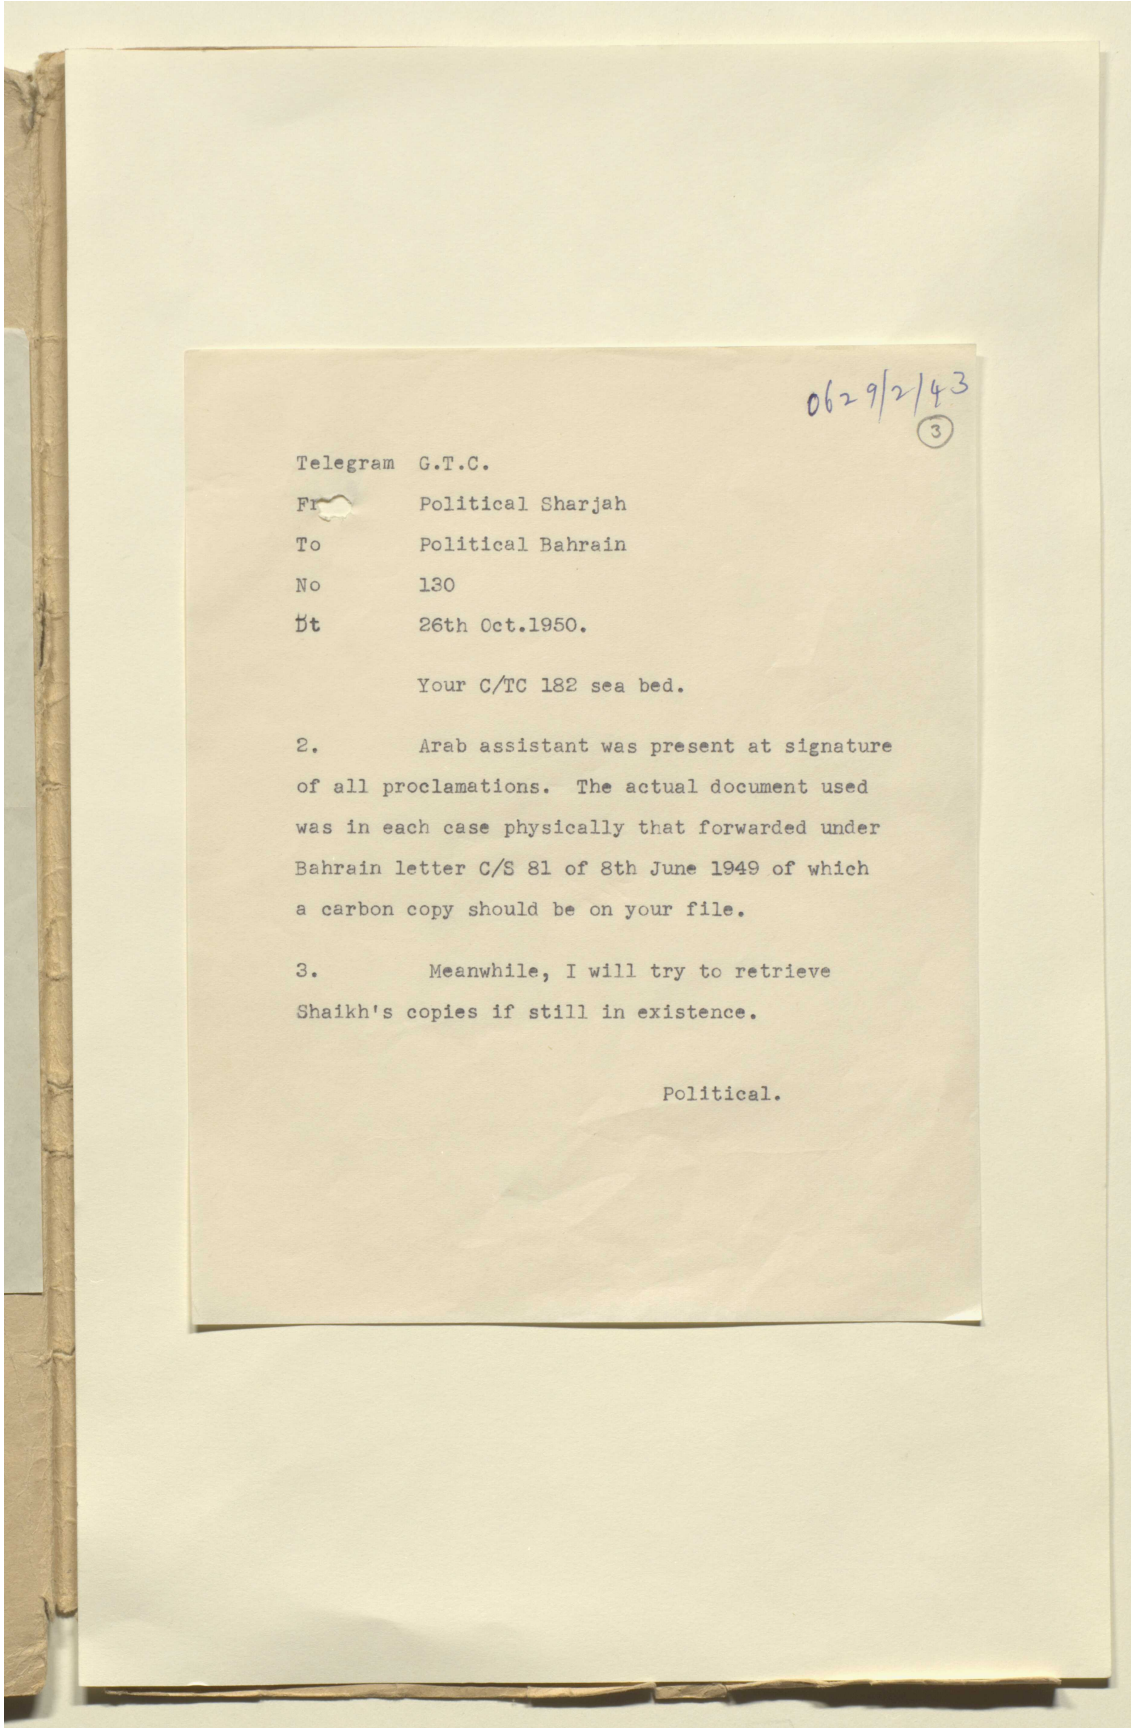 0629/2/43
3
Telegram G.T.C.
Political Sharjah
To Political Bahrain
No 130
Dt 26th Oct.1950.
Your C/TC 182 sea bed.
2. Arab assistant was present at signature
of all proclamations. The actual document used
was in each case physically that forwarded under
Bahrain letter C/S 81 of 8th June 1949 of which
a carbon copy should be on your file.
3. Meanwhile, I will try to retrieve
Shaikh's copies if still in existence.
Political.